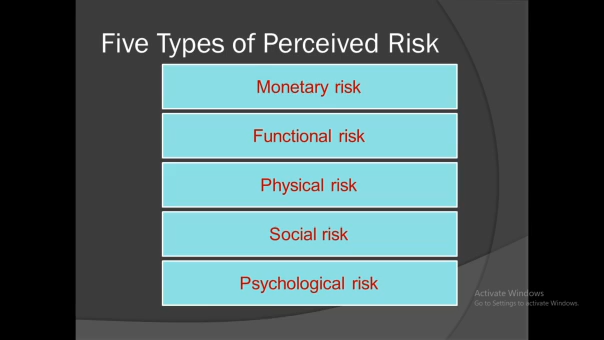 Five Types of Perceived Risk
Monetary risk
Functional risk
Physical risk
Social risk
Psychological risk
Activate Windows
Go to Settings to activate Windows.